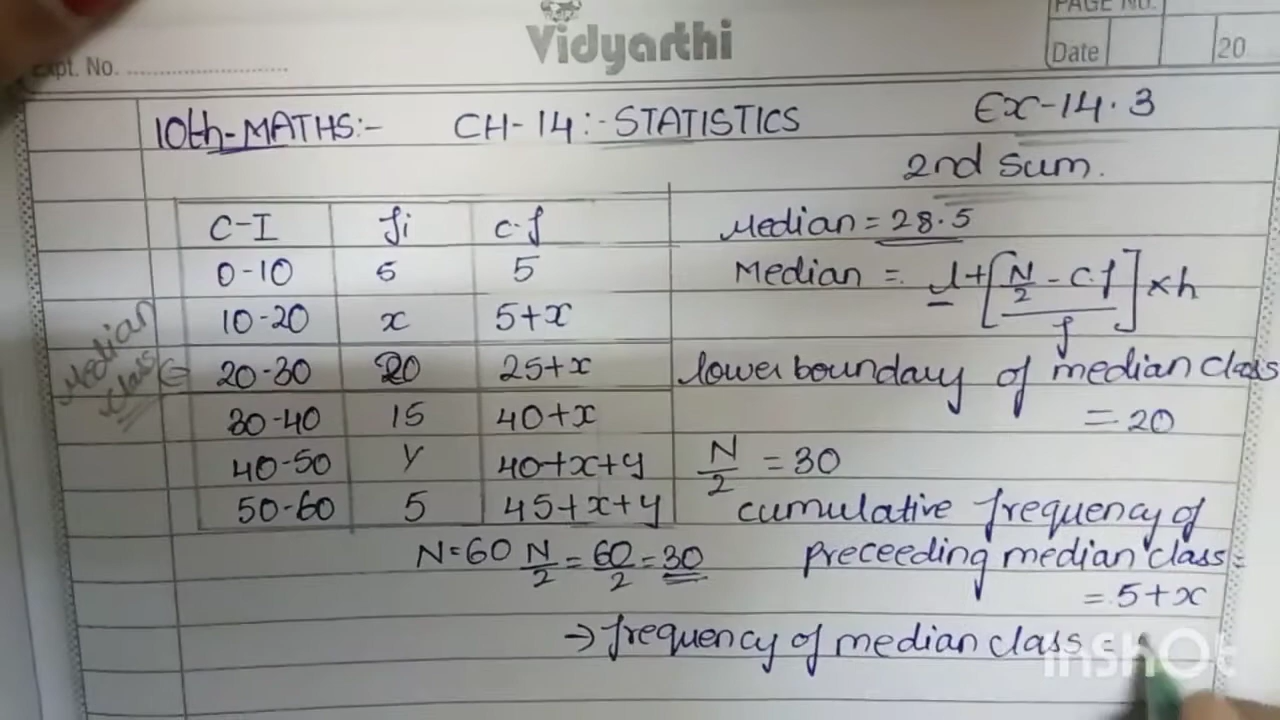 PAGE NO.
Vidyarthi
Expt. No.
Date 20
10th-MATHS:- CH-14:- STATISTICS Ex-14.3
2nd sum.
C-I fi c.f
0-10 5 5
10-20 x 5+x
20-30 20 25+x
30-40 15 40+x
40-50 y 40+x+y
50-60 5 45+x+y
Median class
N=60 N/2 = 60/2 = 30
Median = 28.5
Median = l+[N/2 - c.f / f] x h
lower boundary of median class
= 20
N/2 = 30
cumulative frequency of
preceeding median class =
= 5+x
→ frequency of median class =
inshot